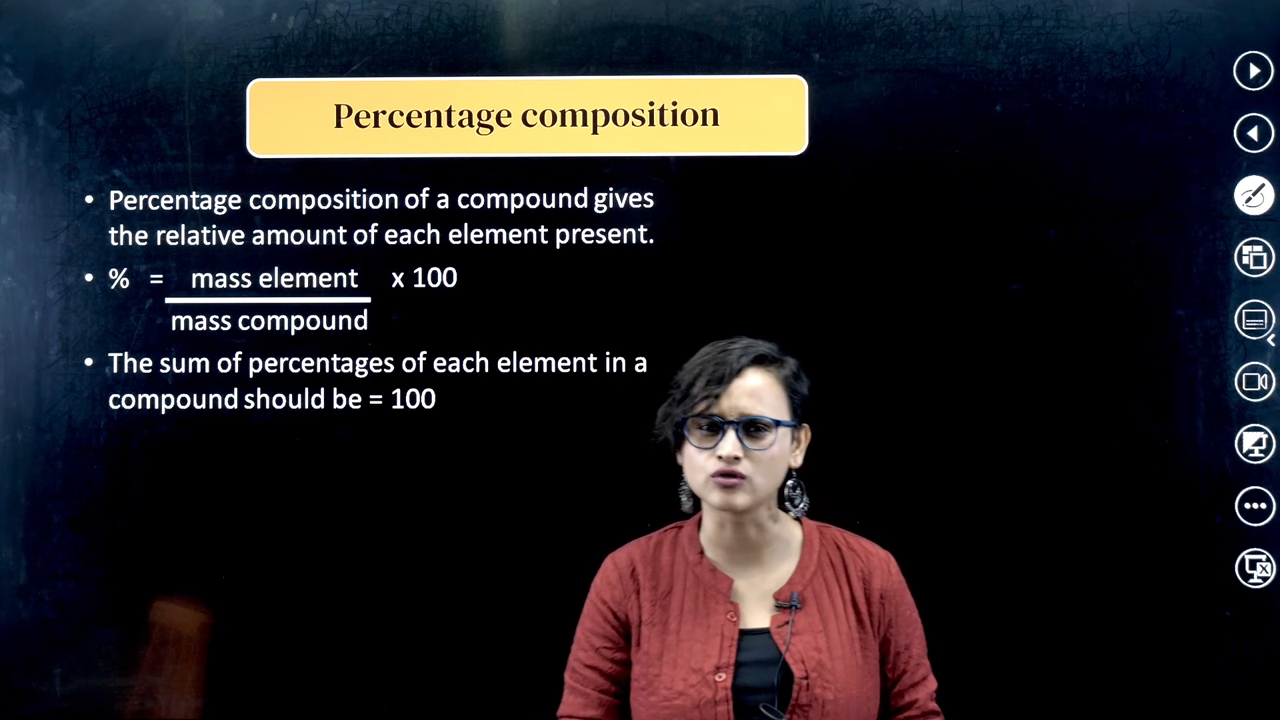 Percentage composition
• Percentage composition of a compound gives
the relative amount of each element present.
• % = mass element x 100
mass compound
• The sum of percentages of each element in a
compound should be = 100